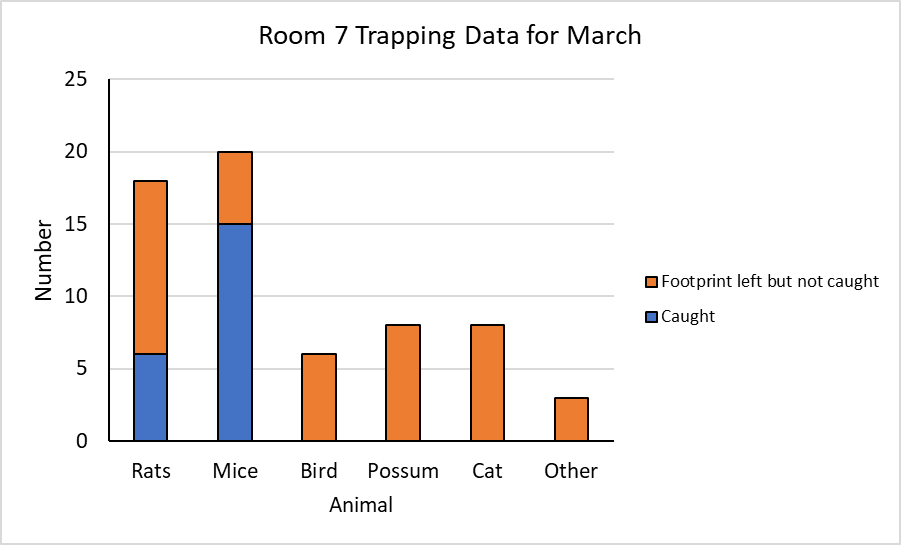 Room 7 Trapping Data for March
25
20
15
10
5
0
Number
Rats Mice Bird Possum Cat Other
Animal
Footprint left but not caught
Caught